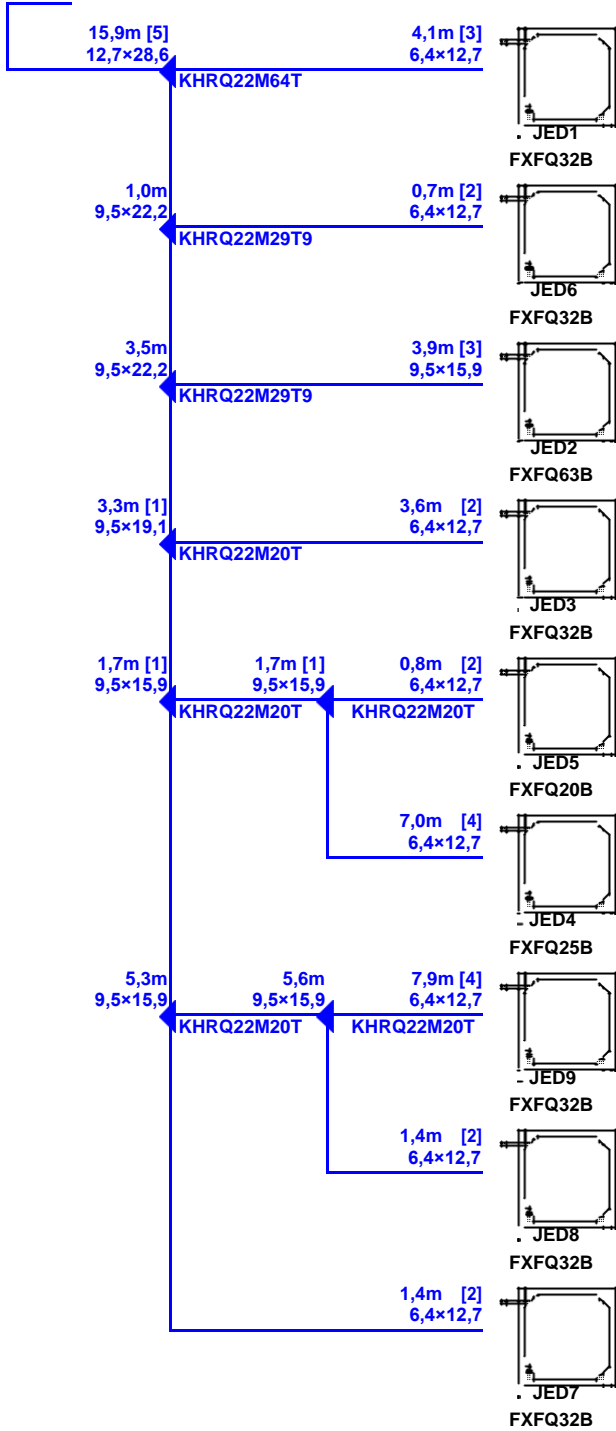 15,9m [5]
12,7×28,6
4,1m [3]
6,4×12,7
KHRQ22M64T
JED1
FXFQ32B
1,0m
9,5×22,2
0,7m [2]
6,4×12,7
KHRQ22M29T9
JED6
FXFQ32B
3,5m
9,5×22,2
3,9m [3]
9,5×15,9
KHRQ22M29T9
JED2
FXFQ63B
3,3m [1]
9,5×19,1
3,6m [2]
6,4×12,7
KHRQ22M20T
JED3
FXFQ32B
1,7m [1]
9,5×15,9
1,7m [1]
9,5×15,9
0,8m [2]
6,4×12,7
KHRQ22M20T
KHRQ22M20T
JED5
FXFQ20B
7,0m [4]
6,4×12,7
JED4
FXFQ25B
5,3m
9,5×15,9
5,6m
9,5×15,9
7,9m [4]
6,4×12,7
KHRQ22M20T
KHRQ22M20T
JED9
FXFQ32B
1,4m [2]
6,4×12,7
JED8
FXFQ32B
1,4m [2]
6,4×12,7
JED7
FXFQ32B